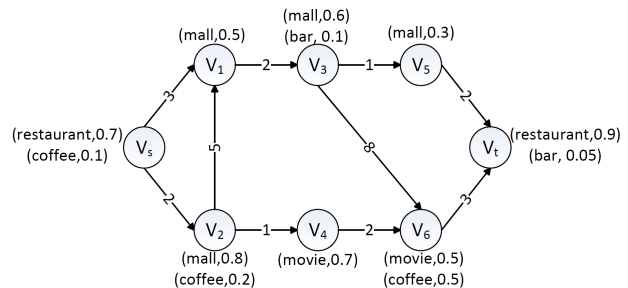 (mall,0.6)
(bar, 0.1)
(mall,0.5)
(mall,0.3)
V1
2
V3
1
V5
3
2
(restaurant,0.7)
(coffee,0.1)
Vs
5
8
Vt
(restaurant,0.9)
(bar, 0.05)
2
3
V2
1
V4
2
V6
(mall,0.8)
(coffee,0.2)
(movie,0.7)
(movie,0.5)
(coffee,0.5)